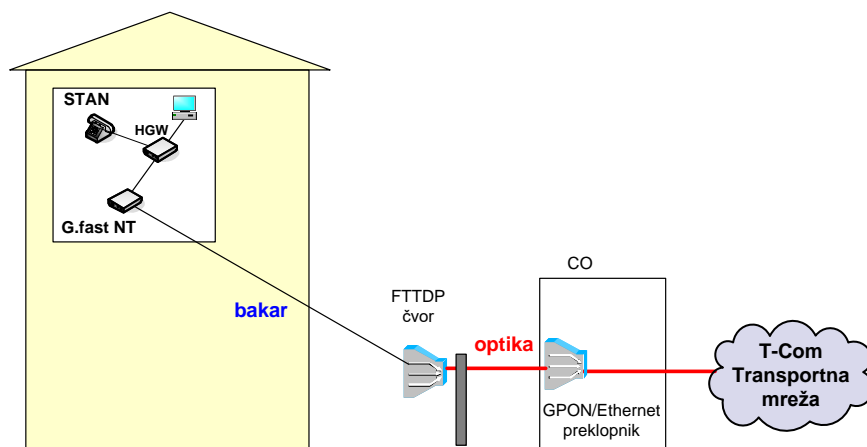 STAN
HGW
G.fast NT
bakar
FTTDP
čvor
optika
CO
GPON/Ethernet
preklopnik
T-Com
Transportna
mreža